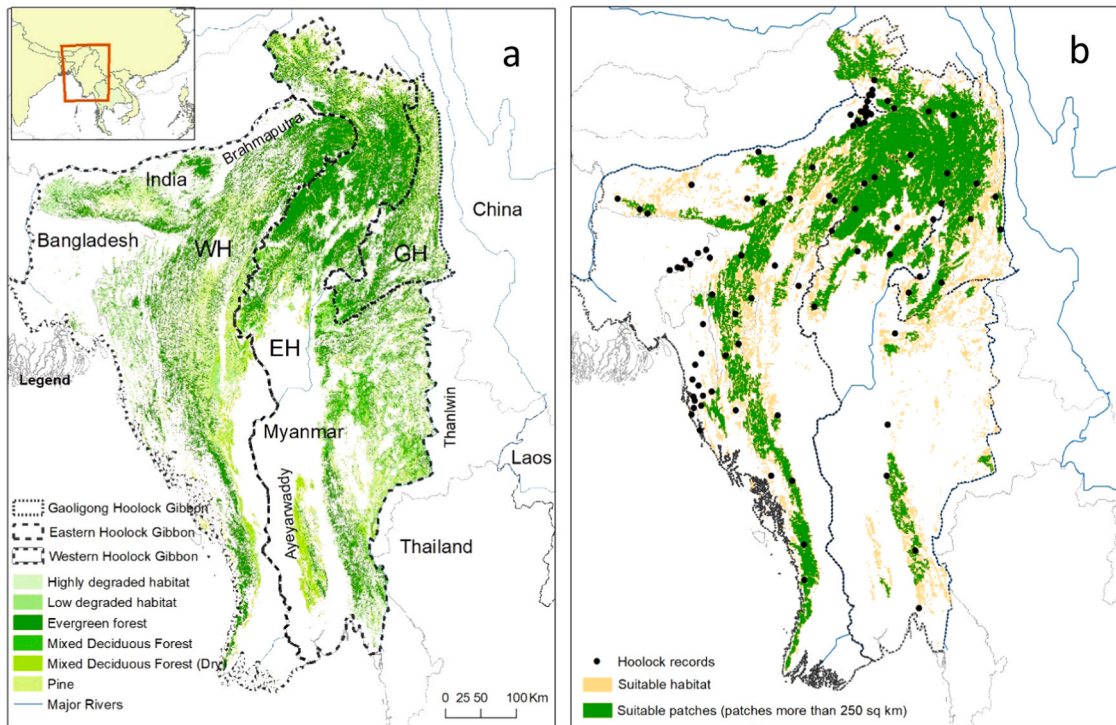 a
Brahmaputra
India
China
Bangladesh
WH
GH
EH
Legend
Thanlwin
Myanmar
Laos
Ayeyarwaddy
Thailand
Gaoligong Hoolock Gibbon
Eastern Hoolock Gibbon
Western Hoolock Gibbon
Highly degraded habitat
Low degraded habitat
Evergreen forest
Mixed Deciduous Forest
Mixed Deciduous Forest (Dry
Pine
Major Rivers
0 25 50 100 Km
b
Hoolock records
Suitable habitat
Suitable patches (patches more than 250 sq km)